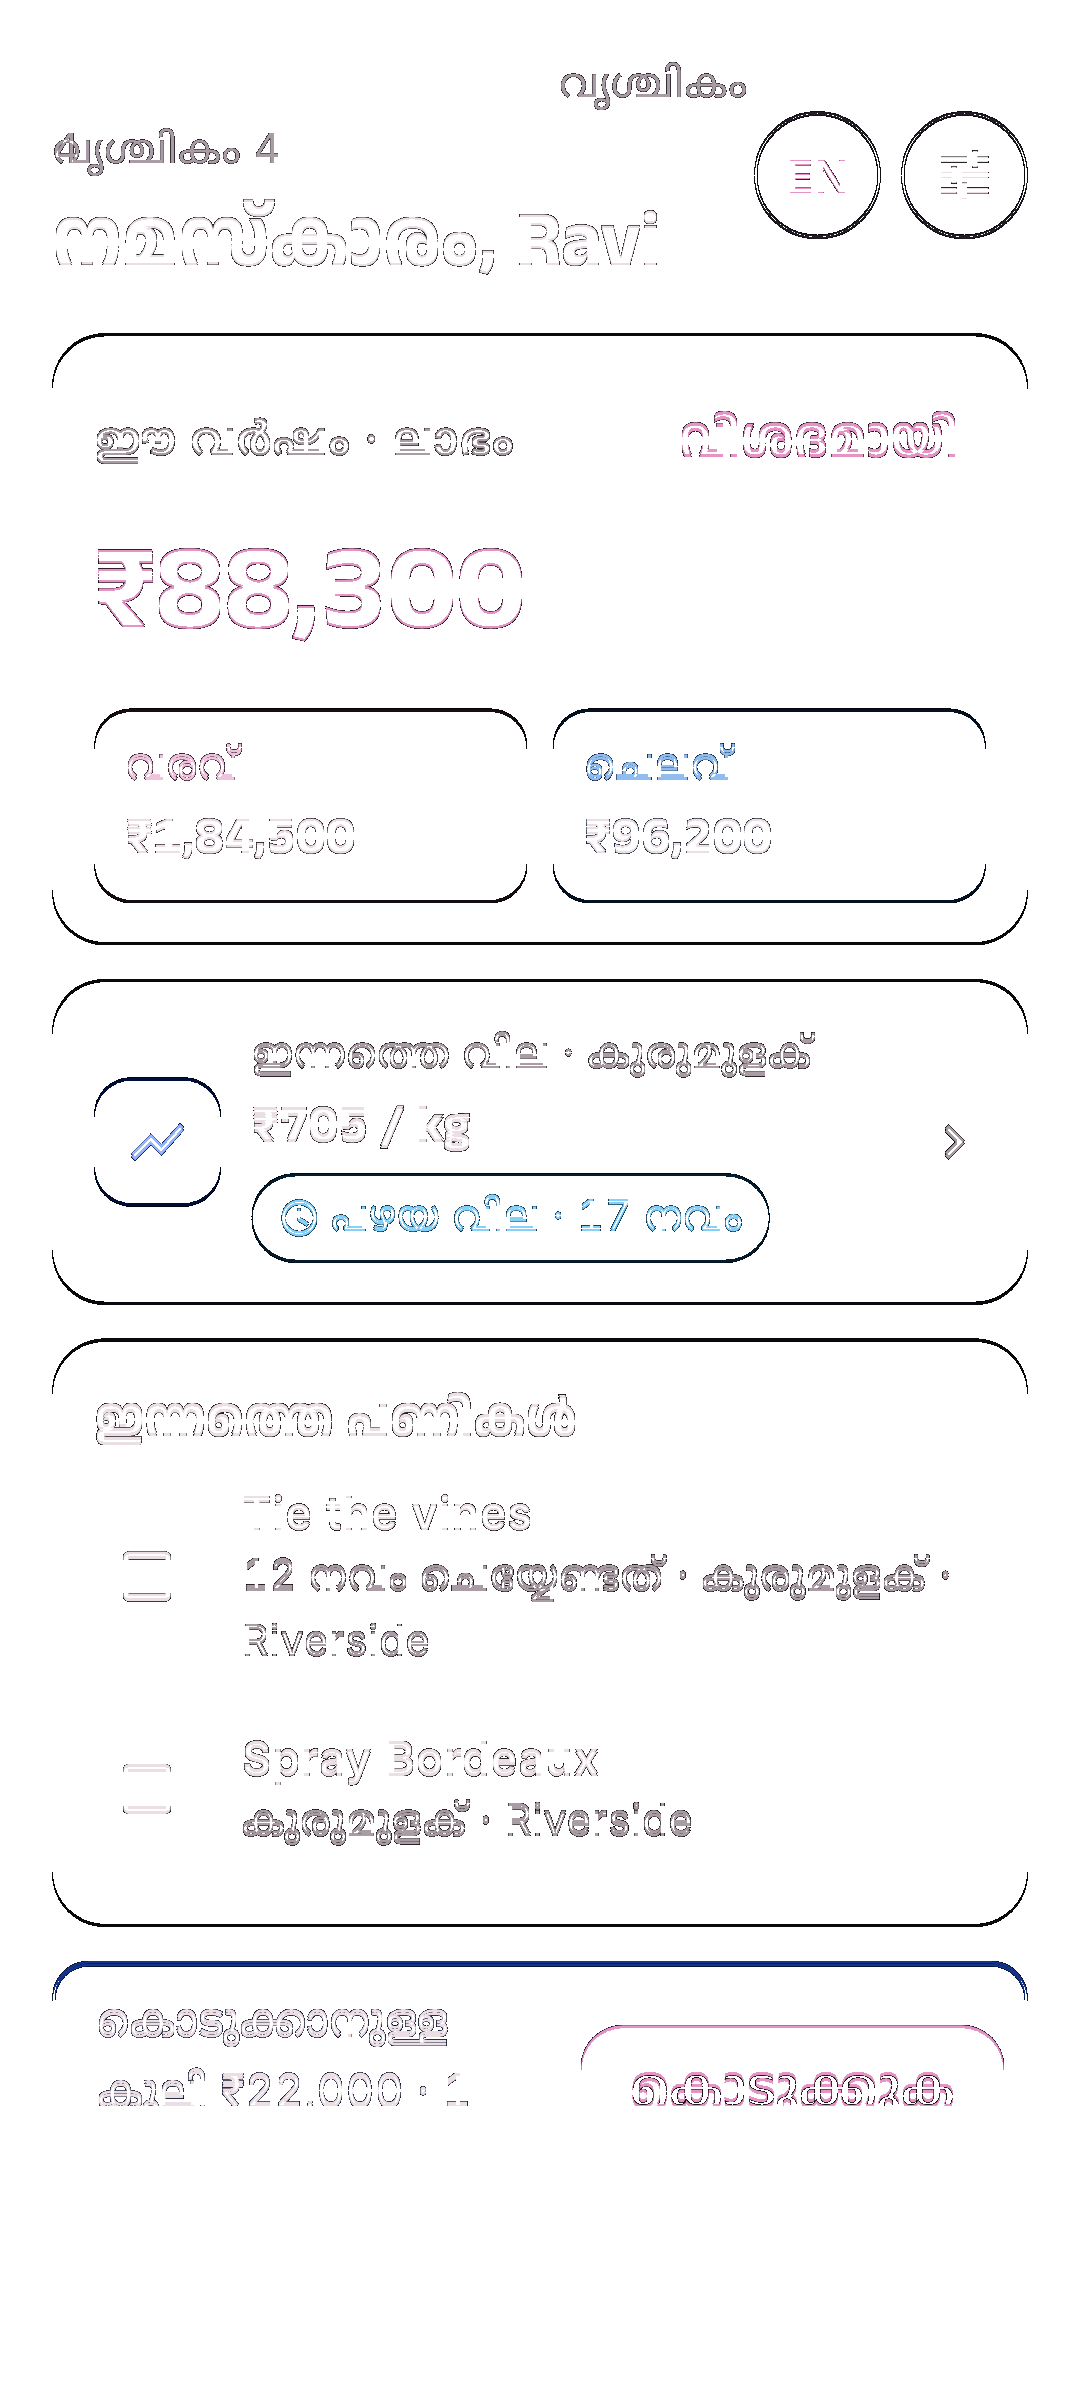 വൃശ്ചികം
വൃശ്ചികം 4
നമസ്കാരം, Ravi
EN
ഈ വർഷം · ലാഭം
വിശദമായി
₹88,300
വരവ്
ചെലവ്
₹1,84,500
₹96,200
ഇന്നത്തെ വില · കുരുമുളക്
₹705 / kg
പഴയ വില · 17 നവം
ഇന്നത്തെ പണികൾ
Tie the vines
12 നവം ചെയ്യേണ്ടത് · കുരുമുളക് ·
Riverside
Spray Bordeaux
കുരുമുളക് · Riverside
കൊടുക്കാനുള്ള
കൂലി ₹22,000 · 1
കൊടുക്കുക